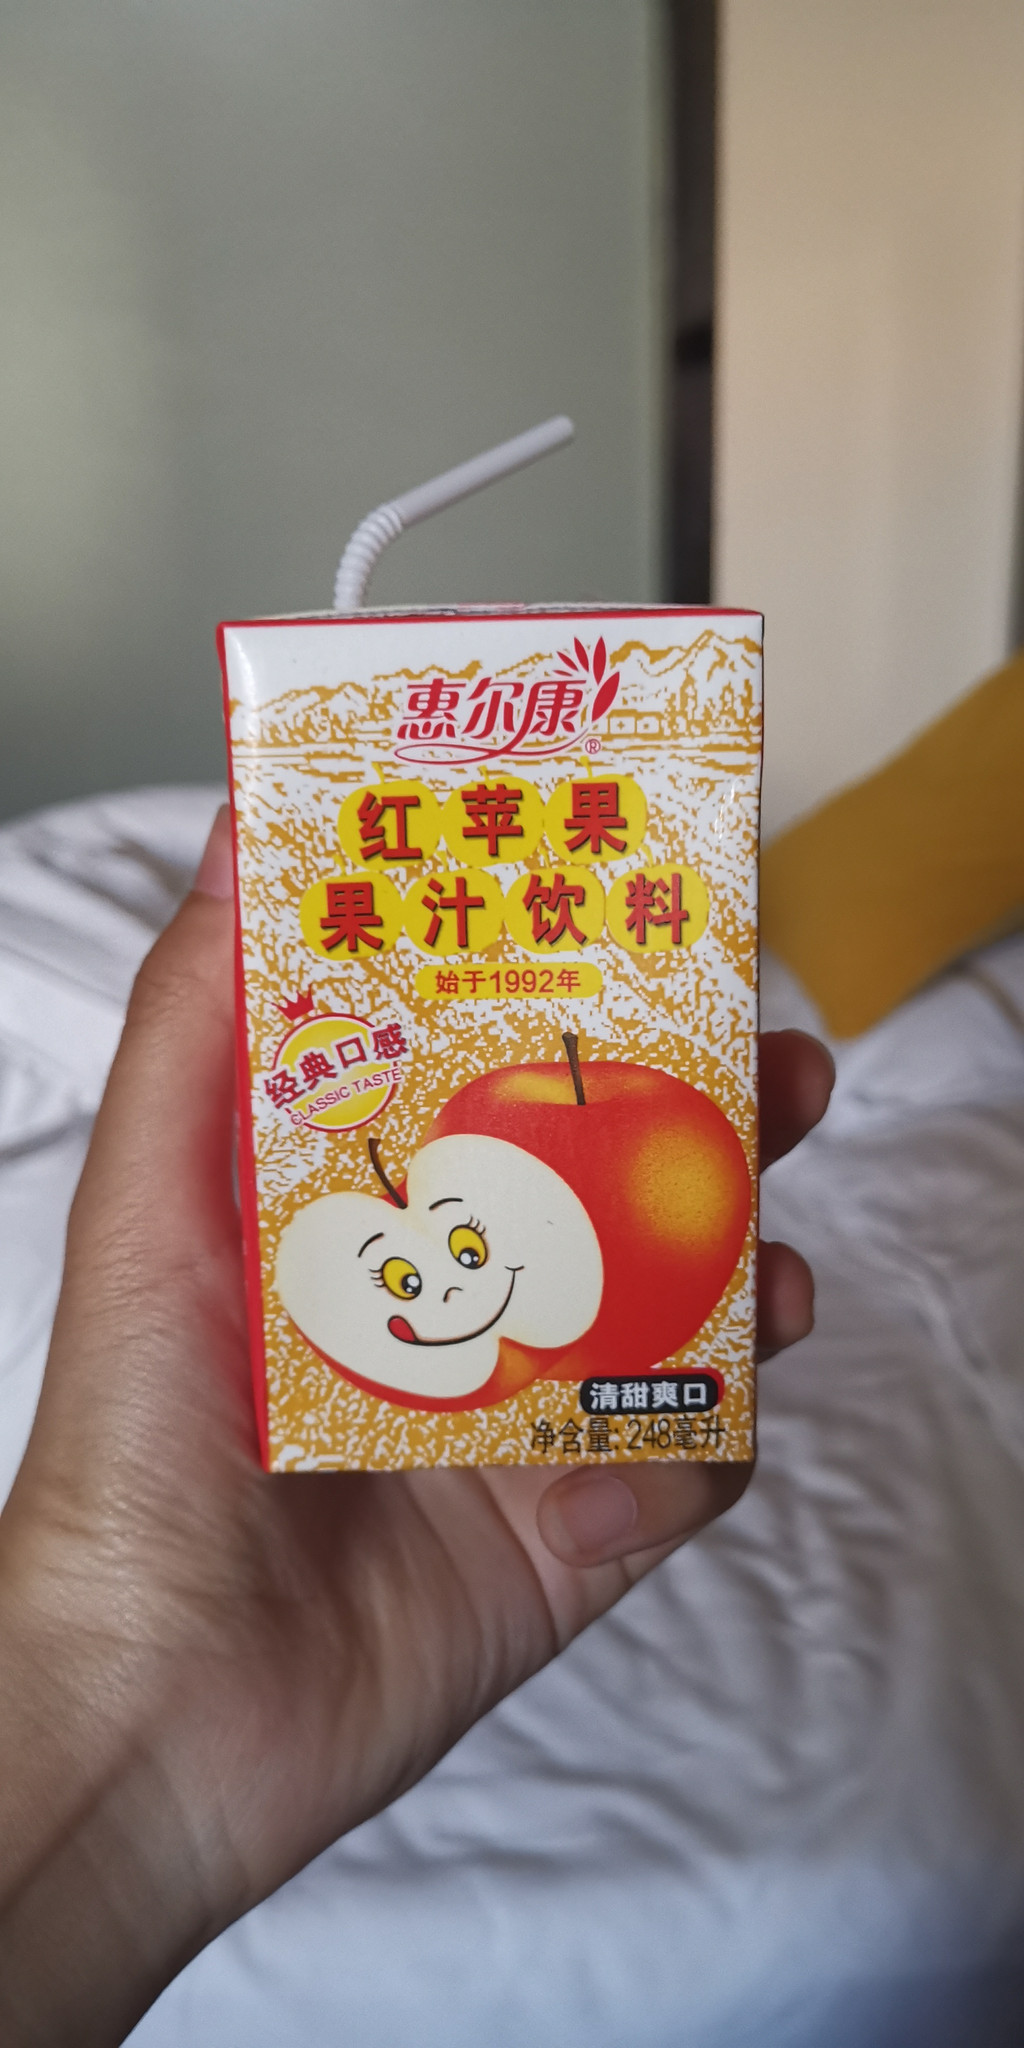 惠尔康®
红苹果
果汁饮料
始于1992年
经典口感
CLASSIC TASTE
清甜爽口
净含量: 248毫升